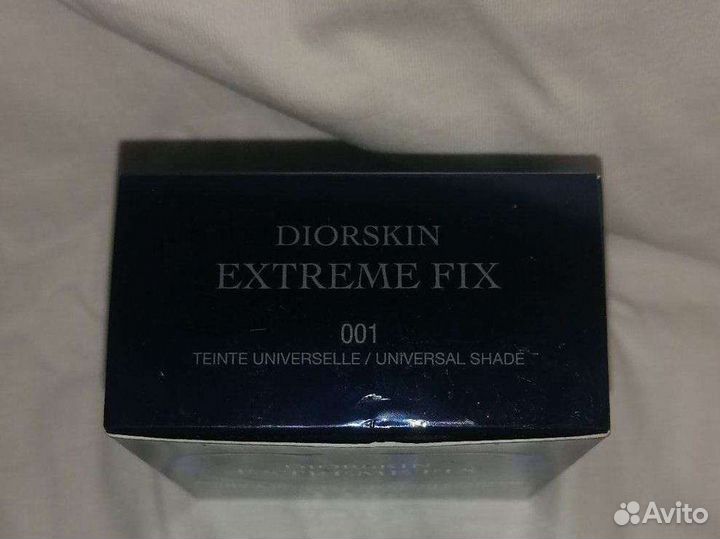 DIORSKIN
EXTREME FIX
001
TEINTE UNIVERSELLE / UNIVERSAL SHADE
Avito